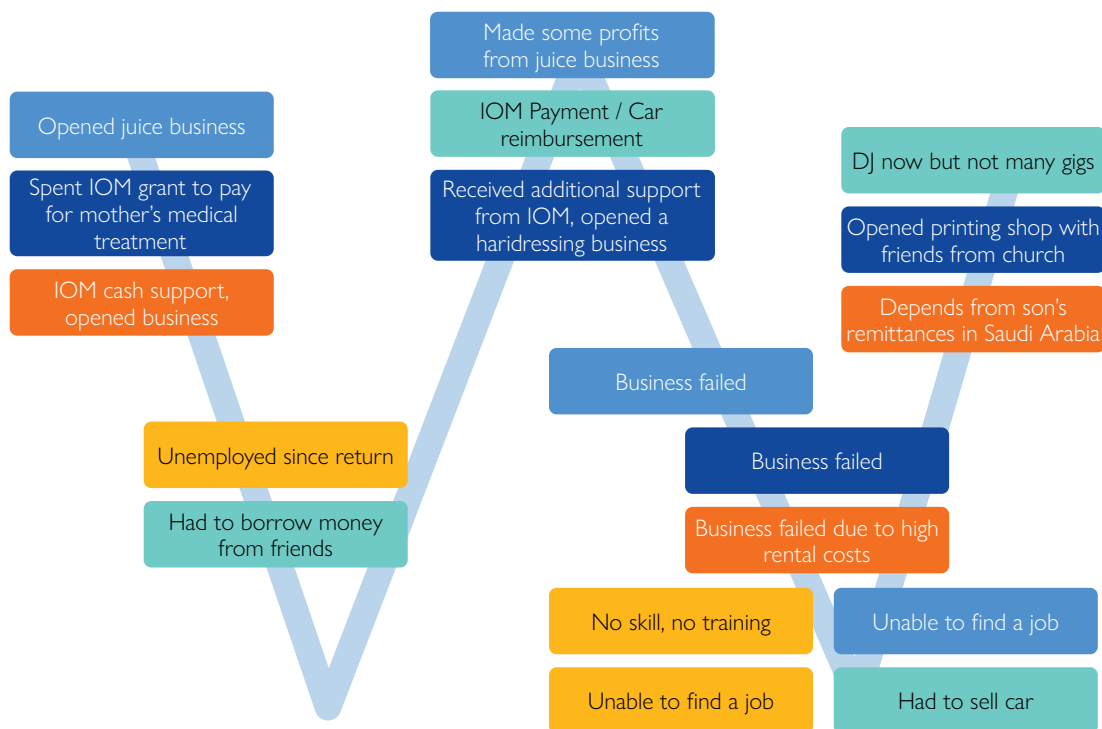 Made some profits
from juice business
Opened juice business
IOM Payment / Car
reimbursement
DJ now but not many gigs
Spent IOM grant to pay
for mother's medical
treatment
Received additional support
from IOM, opened a
haridressing business
Opened printing shop with
friends from church
IOM cash support,
opened business
Depends from son's
remittances in Saudi Arabia
Business failed
Unemployed since return
Business failed
Had to borrow money
from friends
Business failed due to high
rental costs
No skill, no training
Unable to find a job
Unable to find a job
Had to sell car